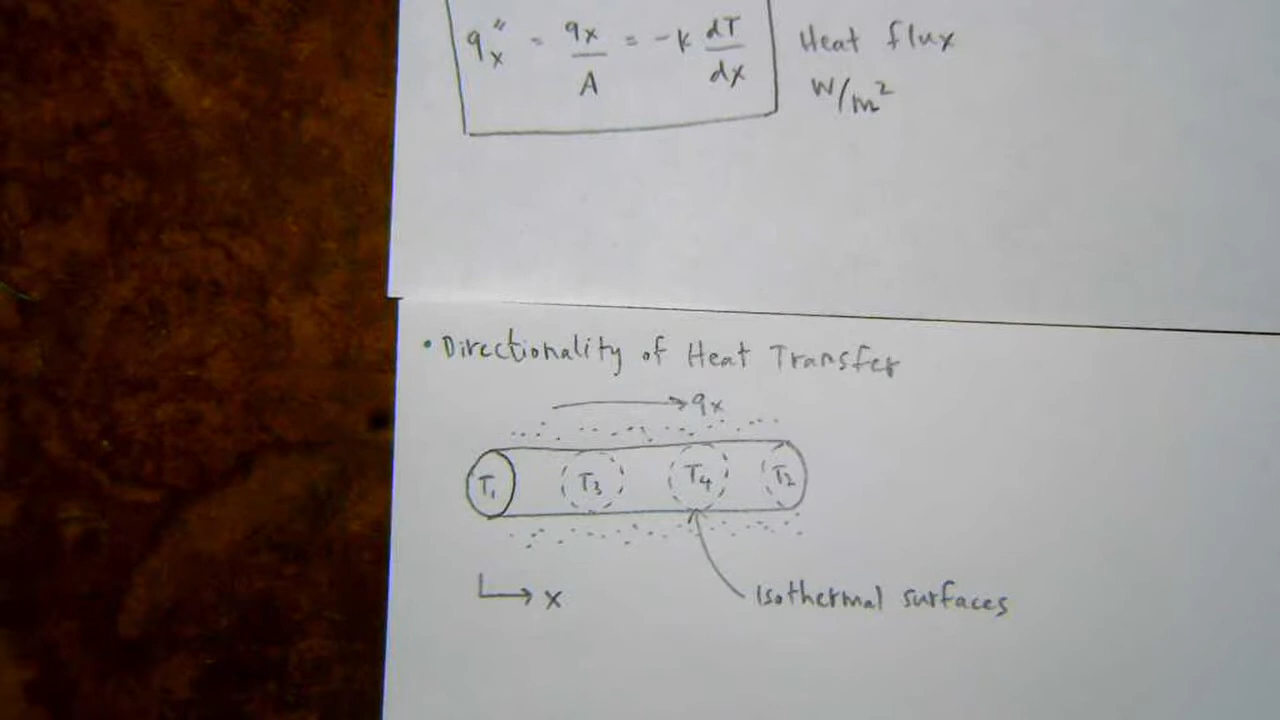 q"x = qx/A = -k dT/dx
Heat flux
W/m²
• Directionality of Heat Transfer
qx
T1 T3 T4 T2
x
Isothermal surfaces